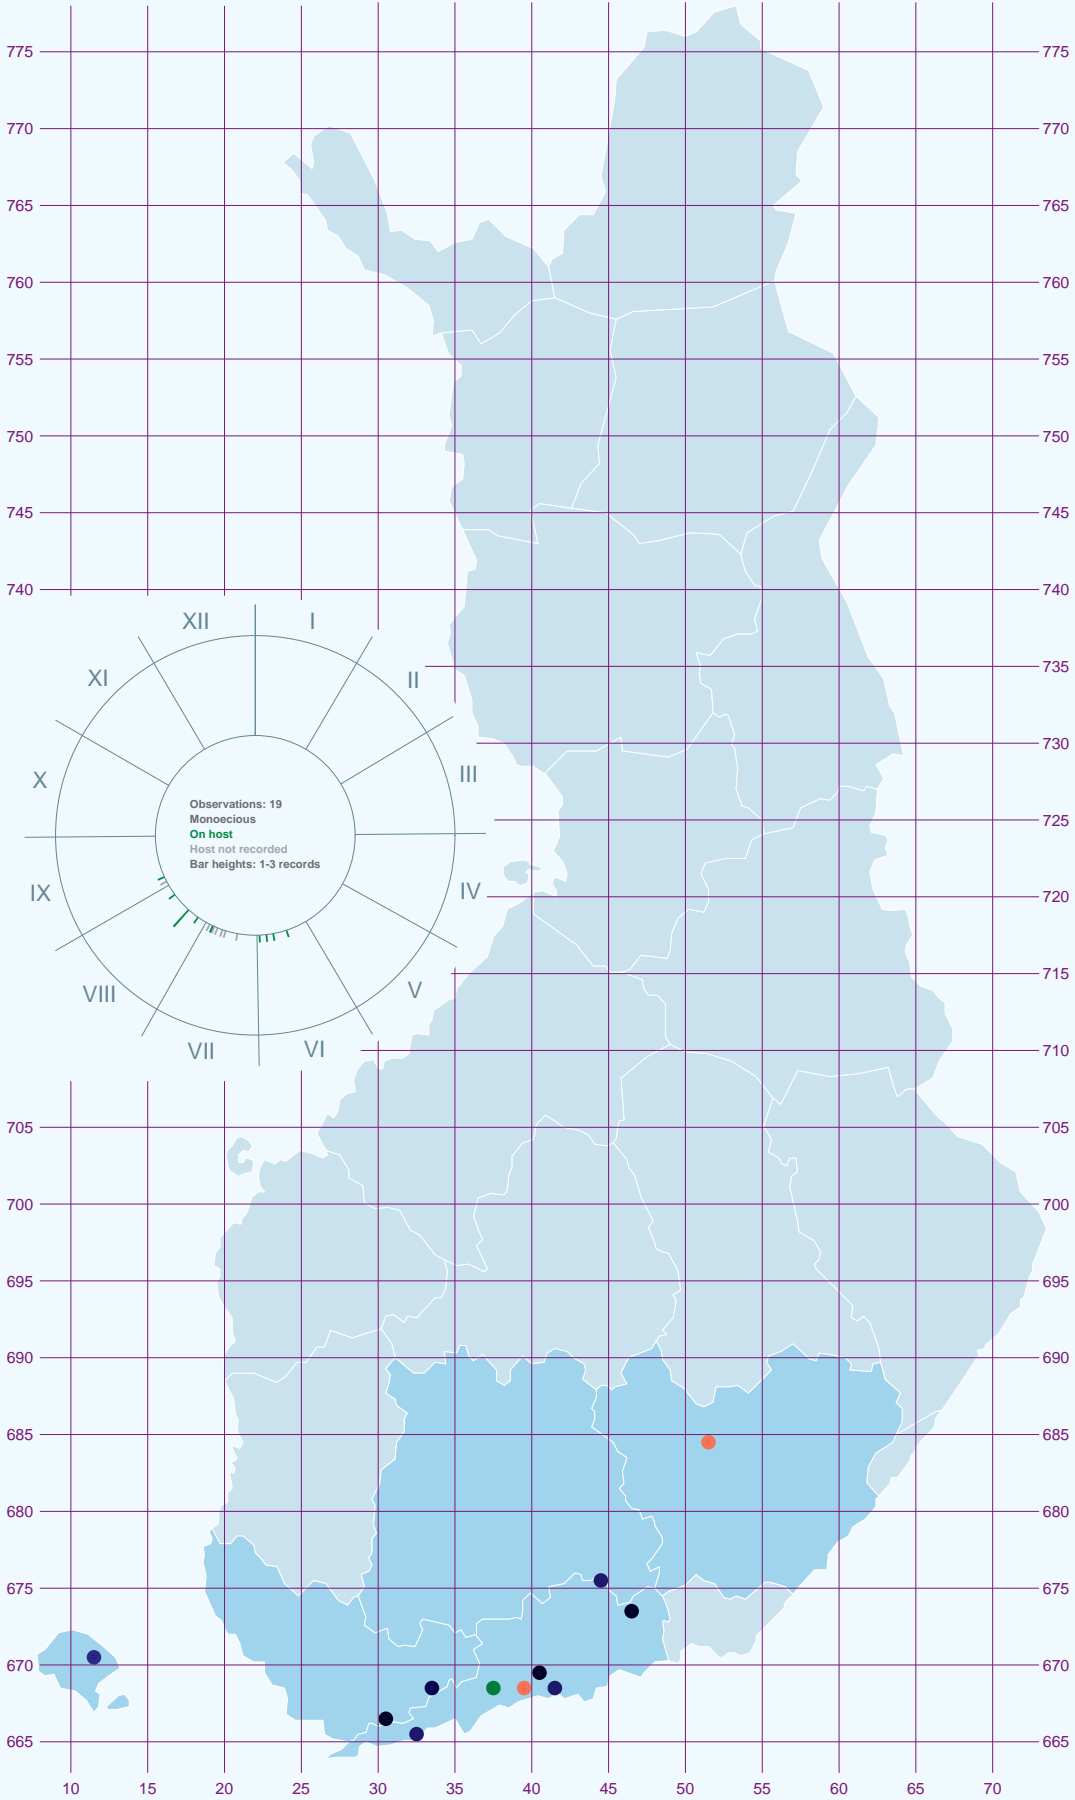 775 775
770 770
765 765
760 760
755 755
750 750
745 745
740 740
XII I
XI II
735
X III
730
Observations: 19
Monoecious
On host
Host not recorded
Bar heights: 1-3 records
725
IX IV
720
VIII V
715
VII VI
710
705 705
700 700
695 695
690 690
685 685
680 680
675 675
670 670
665 665
10 15 20 25 30 35 40 45 50 55 60 65 70